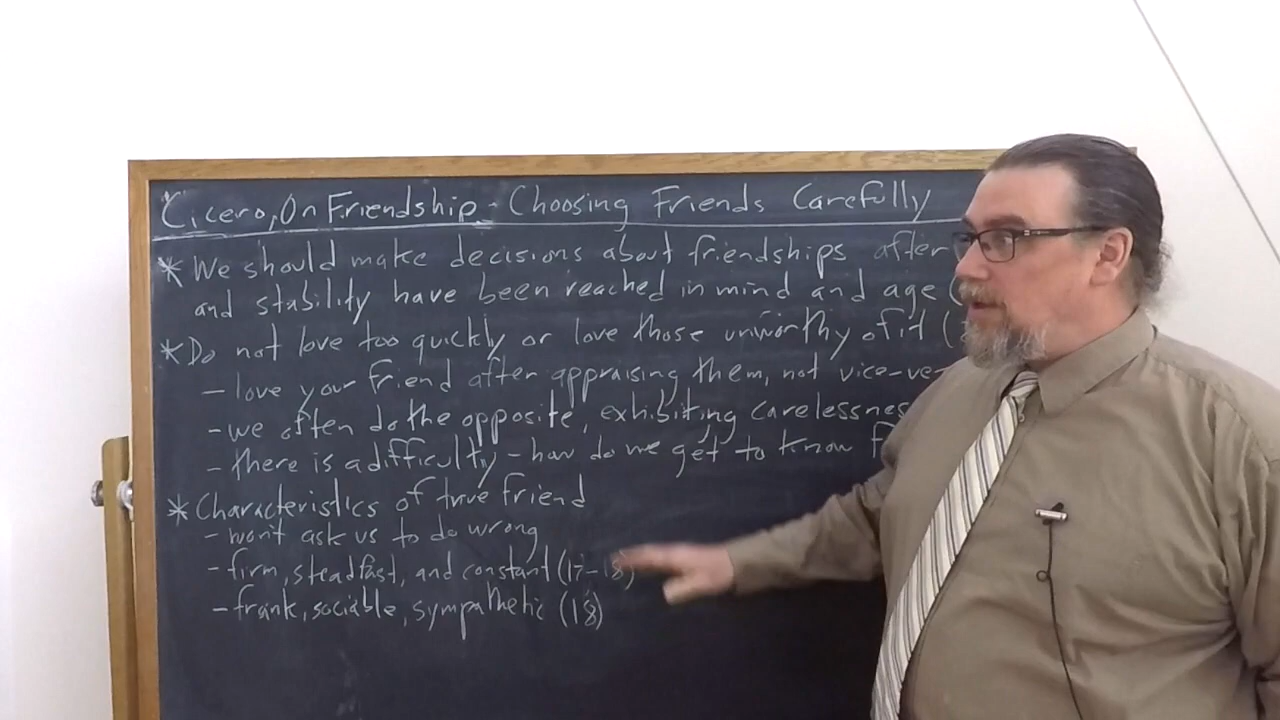 Cicero, On Friendship - Choosing Friends Carefully
* We should make decisions about friendships after
and stability have been reached in mind and age (
* Do not love too quickly or love those unworthy of it (
- love your friend after appraising them, not vice-ve
- we often do the opposite, exhibiting carelessnes
- there is a difficulty - how do we get to know
* Characteristics of true friend
- won't ask us to do wrong
- firm, steadfast, and constant (17-18)
- frank, sociable, sympathetic (18)